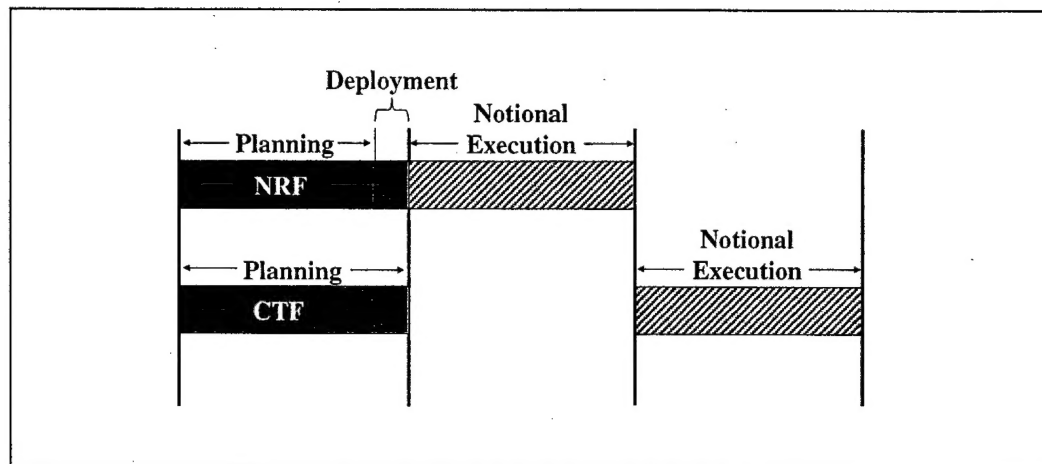 Deployment
Notional
Execution
Planning
NRF
Notional
Execution
Planning
CTF